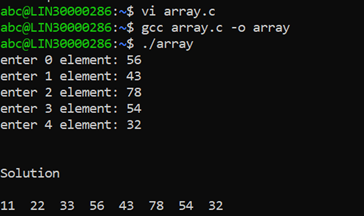 abc@LIN30000286:~$ vi array.c
abc@LIN30000286:~$ gcc array.c -o array
abc@LIN30000286:~$ ./array
enter 0 element: 56
enter 1 element: 43
enter 2 element: 78
enter 3 element: 54
enter 4 element: 32
Solution
11 22 33 56 43 78 54 32